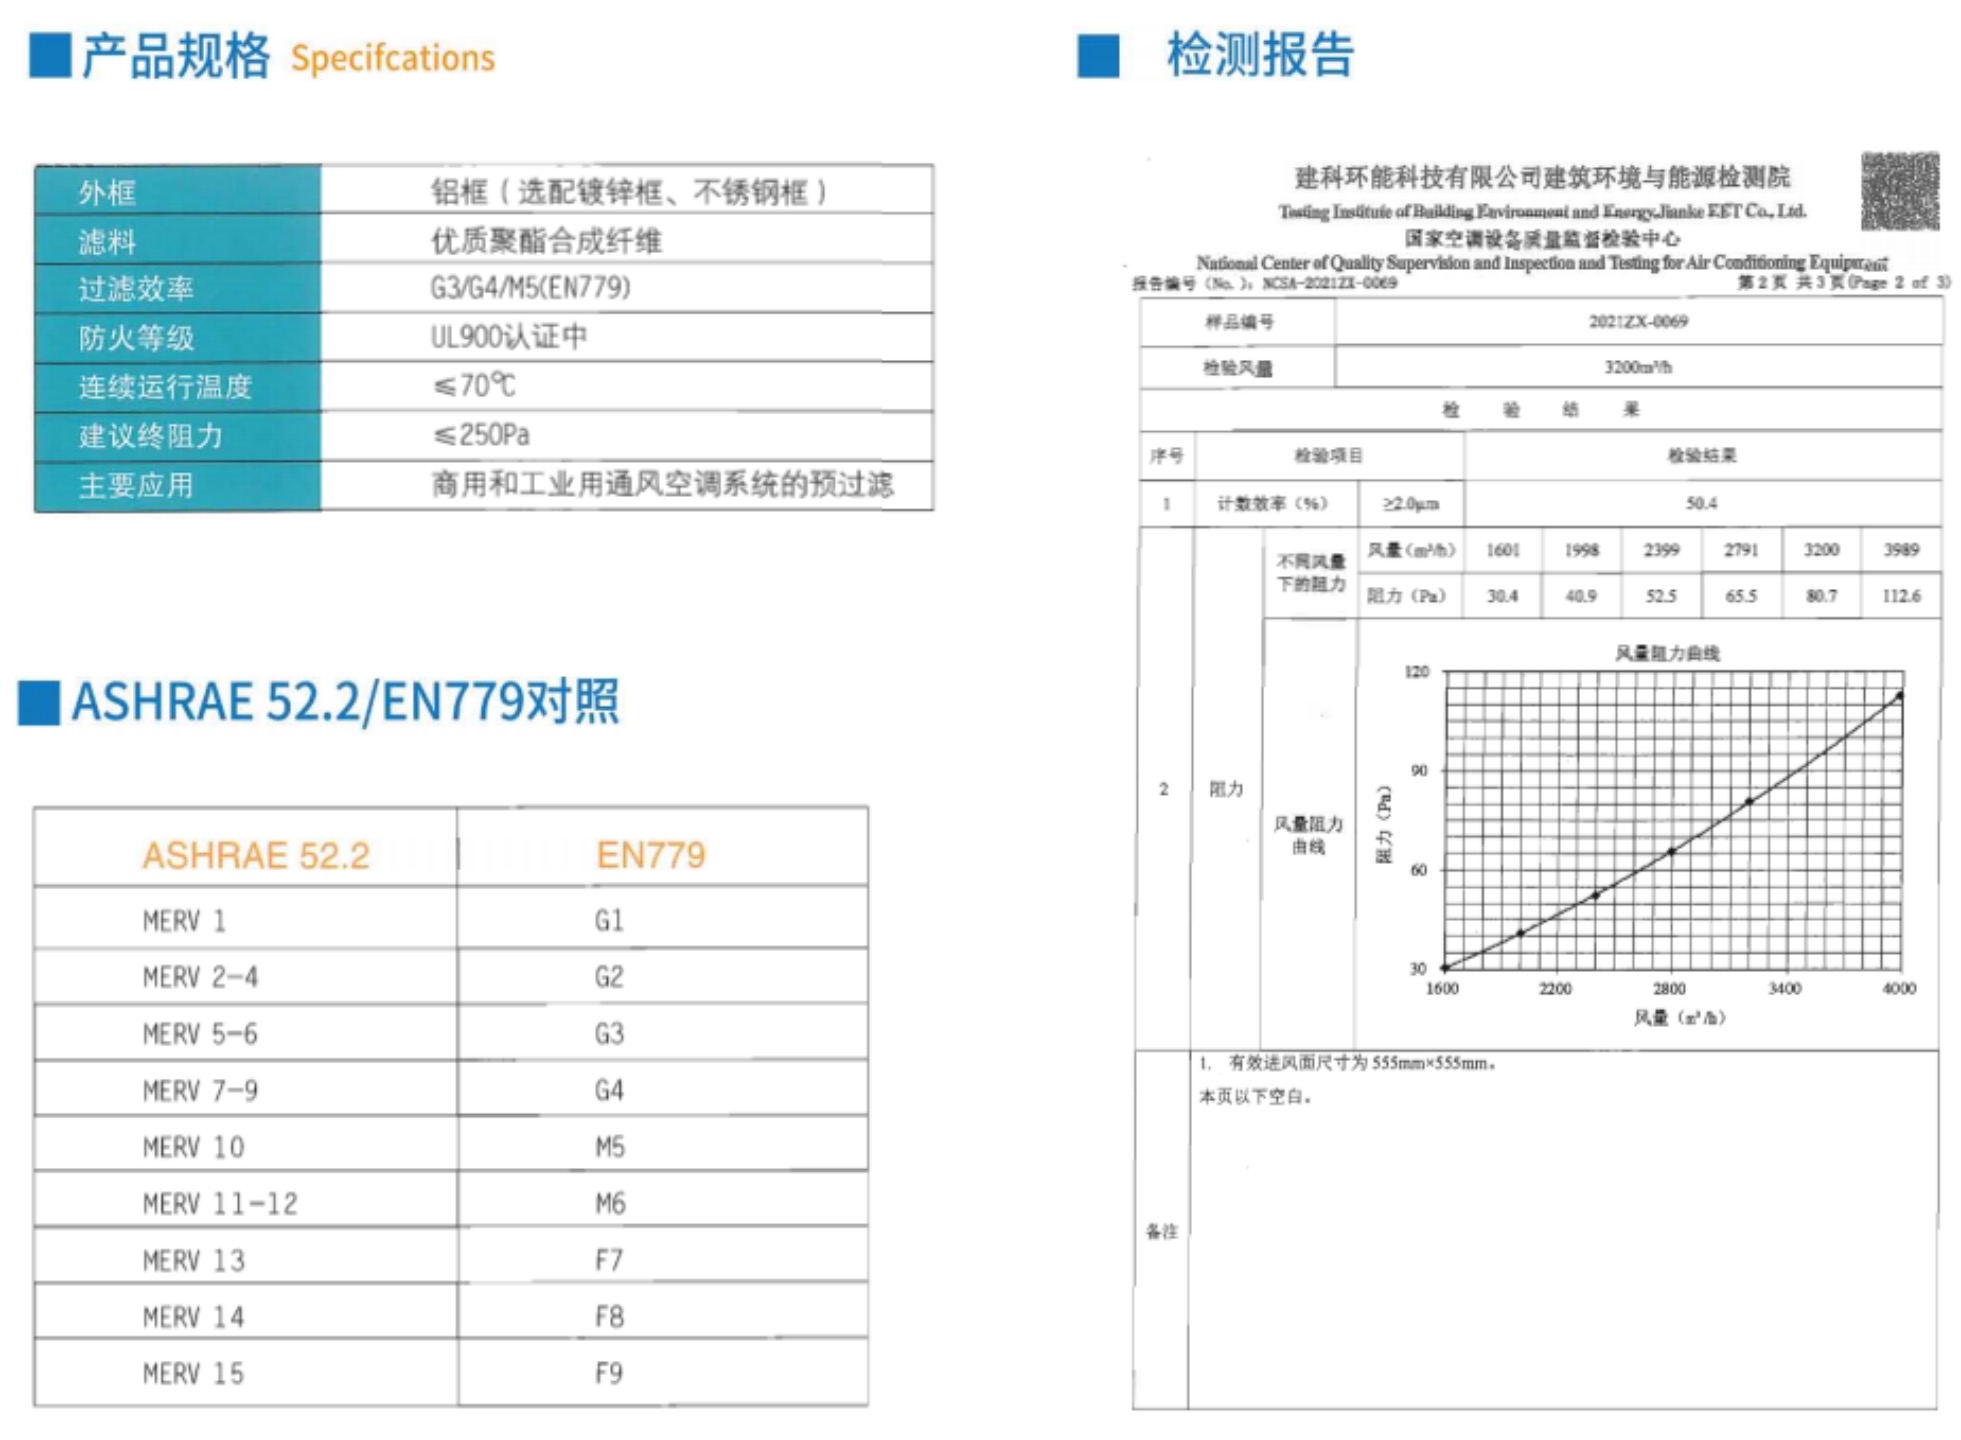 产品规格 Specifcations
外框 铝框（选配镀锌框、不锈钢框）
滤料 优质聚酯合成纤维
过滤效率 G3/G4/M5(EN779)
防火等级 UL900认证中
连续运行温度 ≤70℃
建议终阻力 ≤250Pa
主要应用 商用和工业用通风空调系统的预过滤
ASHRAE 52.2/EN779对照
ASHRAE 52.2 EN779
MERV 1 G1
MERV 2-4 G2
MERV 5-6 G3
MERV 7-9 G4
MERV 10 M5
MERV 11-12 M6
MERV 13 F7
MERV 14 F8
MERV 15 F9
检测报告
建科环能科技有限公司建筑环境与能源检测院
Testing Institute of Building Environment and Energy,Jianke EET Co., Ltd.
国家空调设备质量监督检验中心
National Center of Quality Supervision and Inspection and Testing for Air Conditioning Equipment
报告编号（No.）：NCSA-2021ZX-0069 第2页 共3页(Page 2 of 3)
样品编号 2021ZX-0069
检验风量 3200m³/h
检 验 结 果
序号 检验项目 检验结果
1 计数效率（%） ≥2.0μm 50.4
2 阻力
不同风量下的阻力
风量（m³/h） 1601 1998 2399 2791 3200 3989
阻力（Pa） 30.4 40.9 52.5 65.5 80.7 112.6
风量阻力
曲线
风量阻力曲线
阻力（Pa）
120
90
60
30
1600 2200 2800 3400 4000
风量（m³/h）
备注
1. 有效进风面尺寸为 555mm×555mm。
本页以下空白。